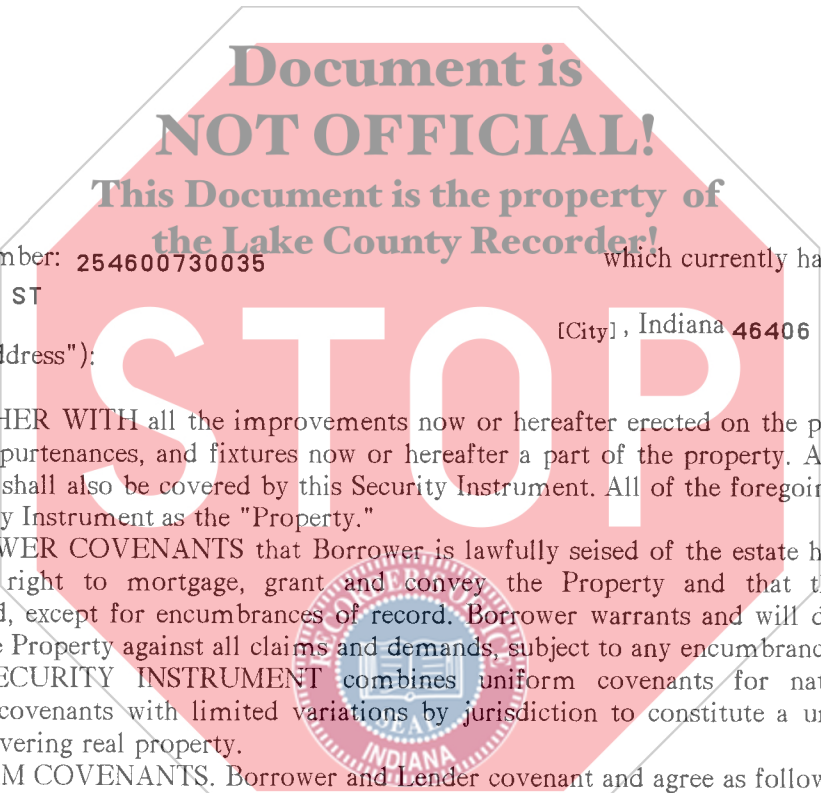 Document is
NOT OFFICIAL!
This Document is the property of
the Lake County Recorder!
mber: 254600730035 which currently ha
ST
[City], Indiana 46406
ddress"):
STOP
HER WITH all the improvements now or hereafter erected on the p
purtenances, and fixtures now or hereafter a part of the property. A
shall also be covered by this Security Instrument. All of the foregoin
y Instrument as the "Property."
WER COVENANTS that Borrower is lawfully seised of the estate h
right to mortgage, grant and convey the Property and that th
d, except for encumbrances of record. Borrower warrants and will d
e Property against all claims and demands, subject to any encumbranc
ECURITY INSTRUMENT combines uniform covenants for nat
covenants with limited variations by jurisdiction to constitute a un
vering real property.
M COVENANTS. Borrower and Lender covenant and agree as follow
SEAL
INDIANA